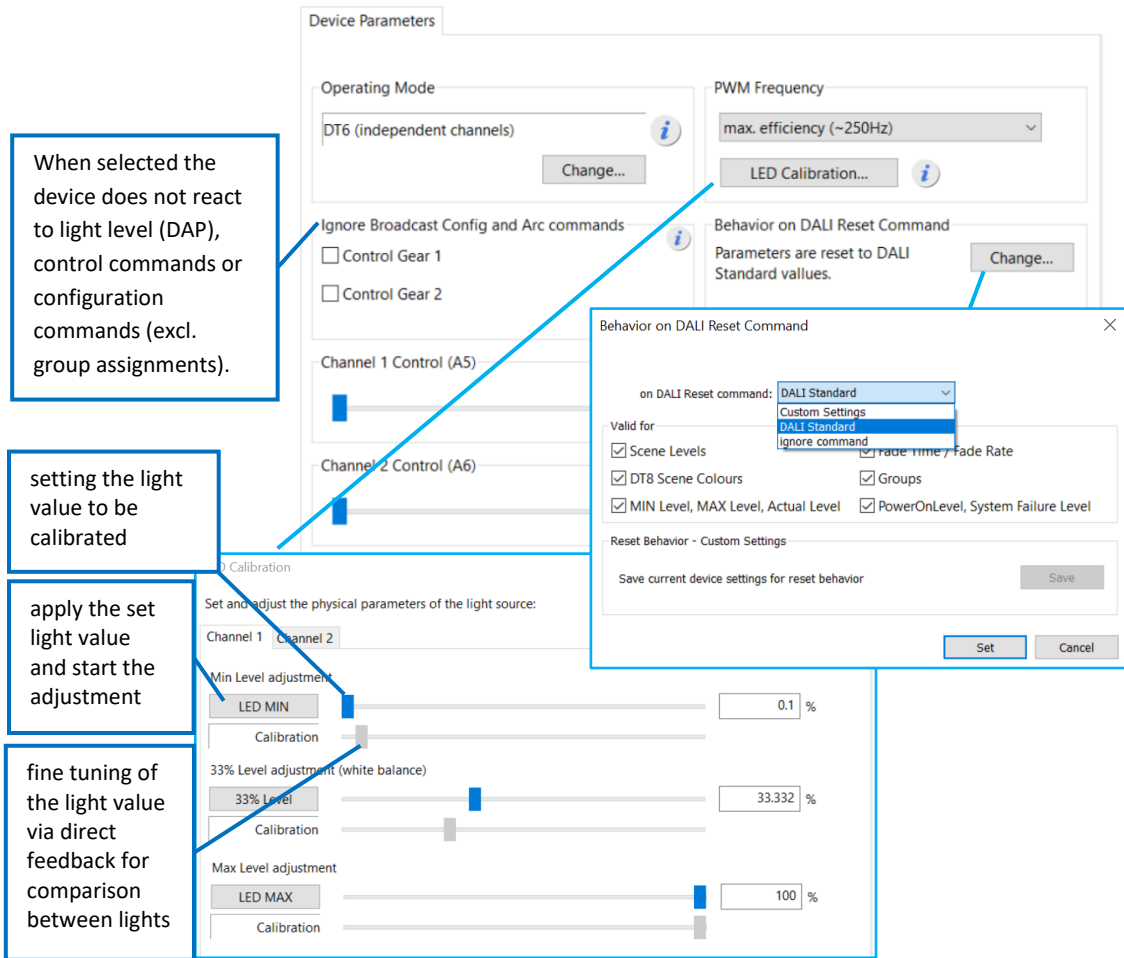 Device Parameters
Operating Mode
DT6 (independent channels)
Change...
PWM Frequency
max. efficiency (~250Hz)
LED Calibration...
When selected the
device does not react
to light level (DAP),
control commands or
configuration
commands (excl.
group assignments).
Ignore Broadcast Config and Arc commands
Control Gear 1
Control Gear 2
Behavior on DALI Reset Command
Parameters are reset to DALI
Standard vallues.
Change...
Channel 1 Control (A5)
Channel 2 Control (A6)
Behavior on DALI Reset Command
on DALI Reset command: DALI Standard
Custom Settings
DALI Standard
ignore command
Valid for
Scene Levels
Fade Time / Fade Rate
DT8 Scene Colours
Groups
MIN Level, MAX Level, Actual Level
PowerOnLevel, System Failure Level
Reset Behavior - Custom Settings
Save current device settings for reset behavior
Save
Set
Cancel
setting the light
value to be
calibrated
apply the set
light value
and start the
adjustment
fine tuning of
the light value
via direct
feedback for
comparison
between lights
Calibration
Set and adjust the physical parameters of the light source:
Channel 1
Channel 2
Min Level adjustment
LED MIN
0.1 %
Calibration
33% Level adjustment (white balance)
33% Level
33.332 %
Calibration
Max Level adjustment
LED MAX
100 %
Calibration